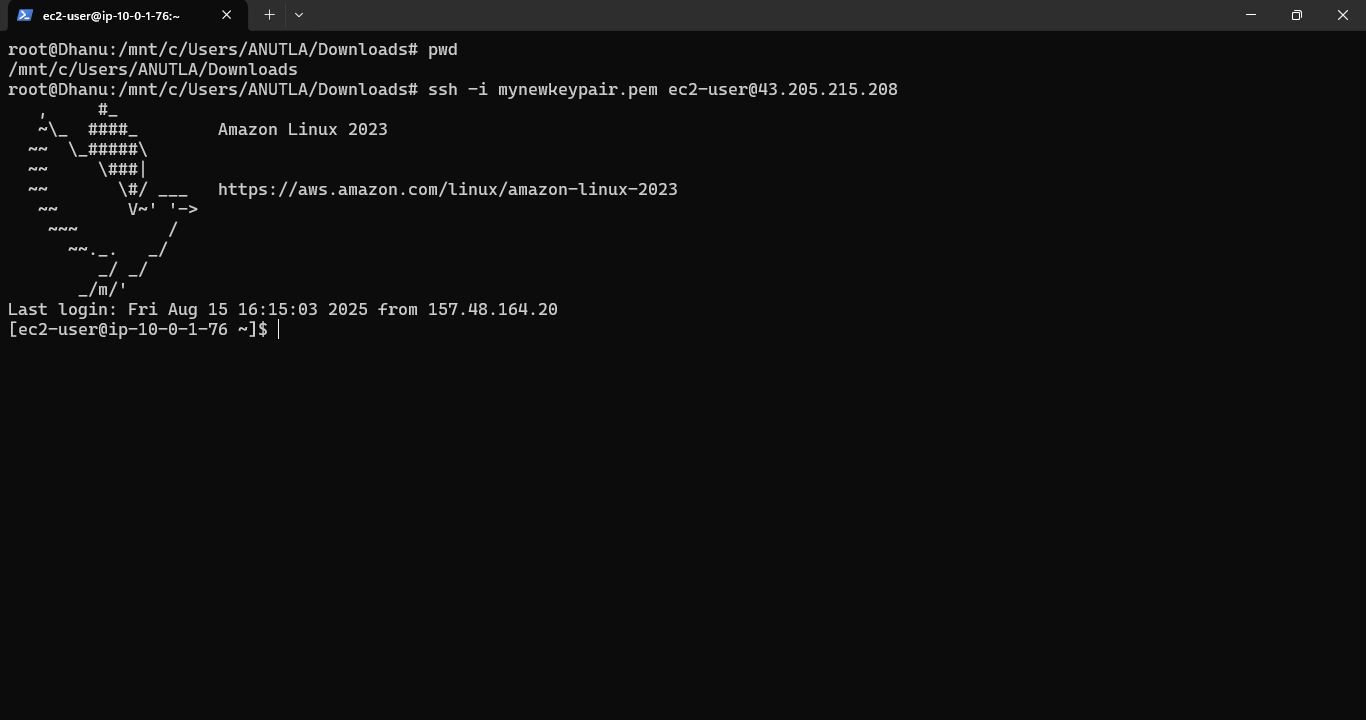 ec2-user@ip-10-0-1-76:~
root@Dhanu:/mnt/c/Users/ANUTLA/Downloads# pwd
/mnt/c/Users/ANUTLA/Downloads
root@Dhanu:/mnt/c/Users/ANUTLA/Downloads# ssh -i mynewkeypair.pem ec2-user@43.205.215.208
   ,     #_
   ~\_  ####_        Amazon Linux 2023
  ~~  \_#####\
  ~~     \###|
  ~~       \#/ ___   https://aws.amazon.com/linux/amazon-linux-2023
   ~~       V~' '->
    ~~~         /
      ~~._.   _/
         _/ _/
       _/m/'
Last login: Fri Aug 15 16:15:03 2025 from 157.48.164.20
[ec2-user@ip-10-0-1-76 ~]$